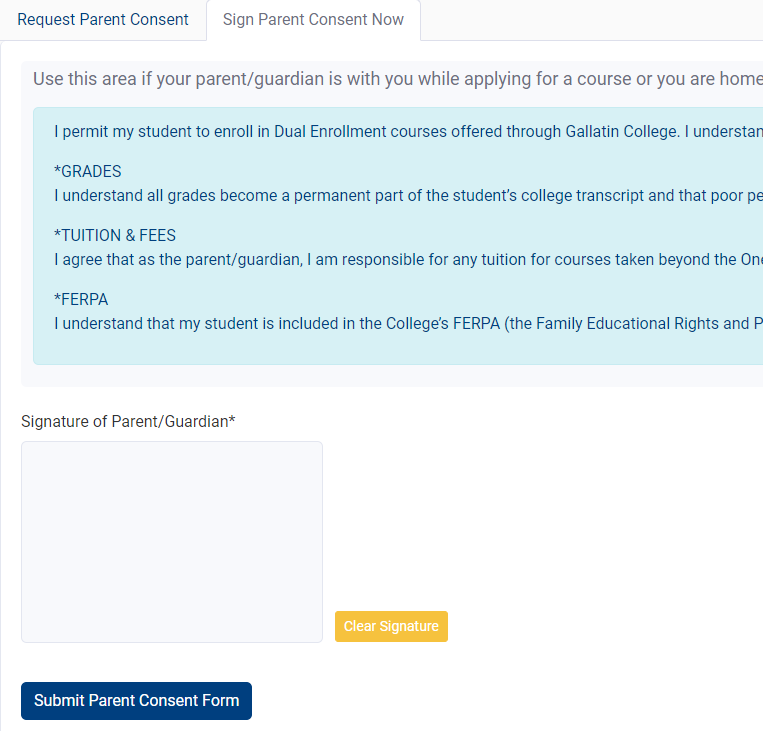 Request Parent Consent
Sign Parent Consent Now
Use this area if your parent/guardian is with you while applying for a course or you are home
I permit my student to enroll in Dual Enrollment courses offered through Gallatin College. I understan
*GRADES
I understand all grades become a permanent part of the student’s college transcript and that poor pe
*TUITION & FEES
I agree that as the parent/guardian, I am responsible for any tuition for courses taken beyond the One
*FERPA
I understand that my student is included in the College’s FERPA (the Family Educational Rights and P
Signature of Parent/Guardian*
Clear Signature
Submit Parent Consent Form